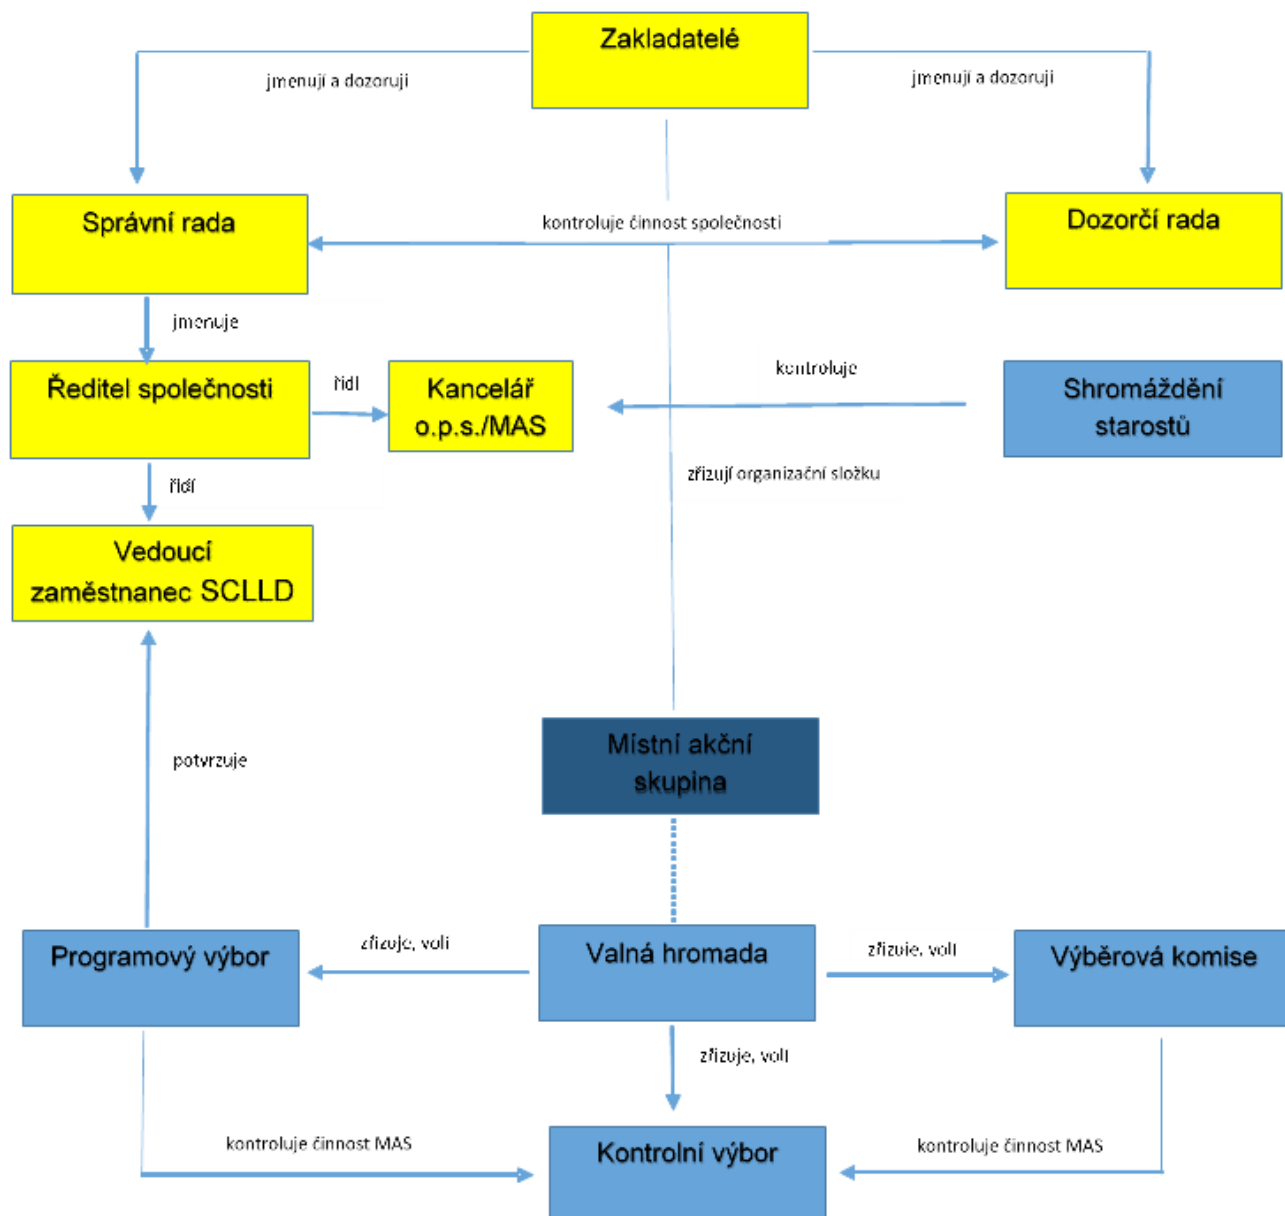 Zakladatelé
jmenují a dozorují
jmenují a dozorují
Správní rada
kontroluje činnost společnosti
Dozorčí rada
jmenuje
Ředitel společnosti
řídí
Kancelář
o.p.s./MAS
kontroluje
Shromáždění
starostů
řídí
zřizují organizační složku
Vedoucí
zaměstnanec SCLLD
potvrzuje
Místní akční
skupina
Programový výbor
zřizuje, volí
Valná hromada
zřizuje, volí
Výběrová komise
zřizuje, volí
kontroluje činnost MAS
Kontrolní výbor
kontroluje činnost MAS